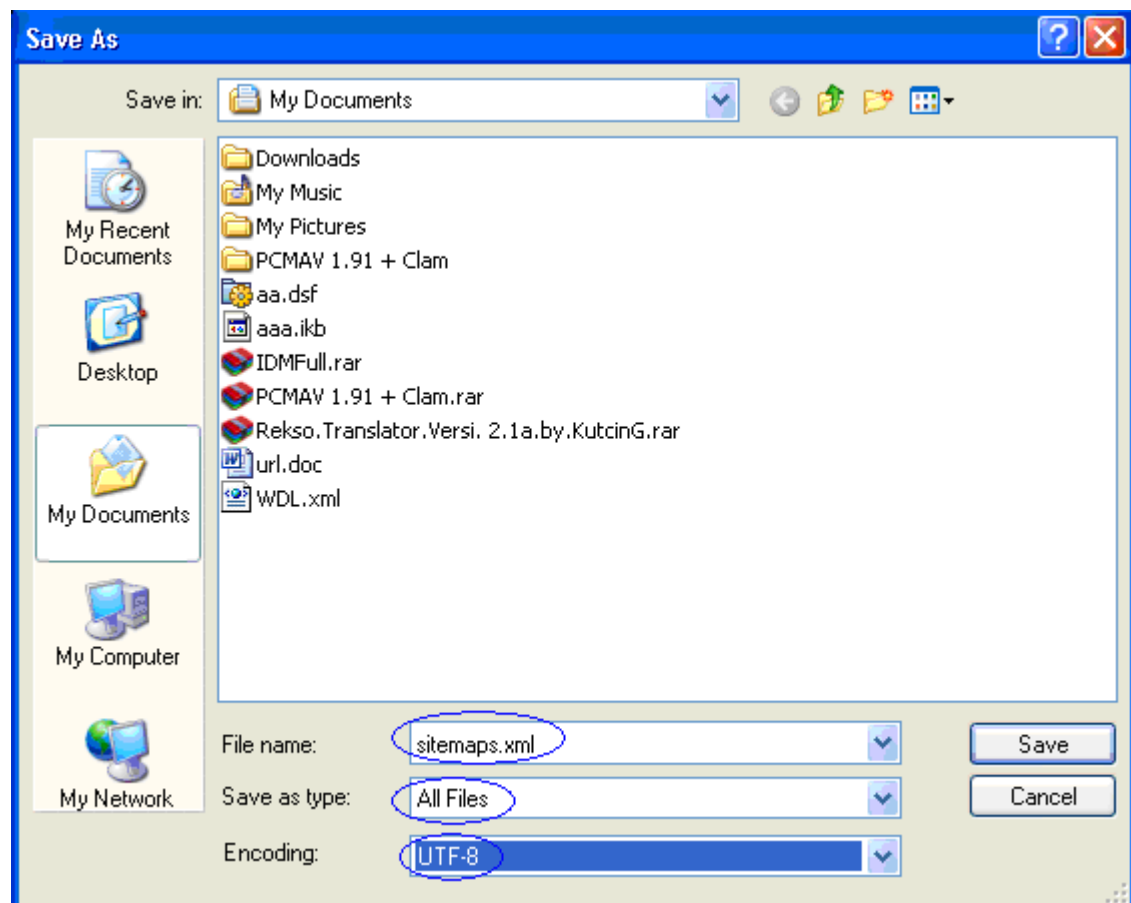 Save As
Save in:
My Documents
My Recent
Documents
Desktop
My Documents
My Computer
My Network
Downloads
My Music
My Pictures
PCMAV 1.91 + Clam
aa.dsf
aaa.ikb
IDMFull.rar
PCMAV 1.91 + Clam.rar
Rekso.Translator.Versi. 2.1a.by.KutcinG.rar
url.doc
WDL.xml
File name:
sitemaps.xml
Save
Save as type:
All Files
Cancel
Encoding:
UTF-8